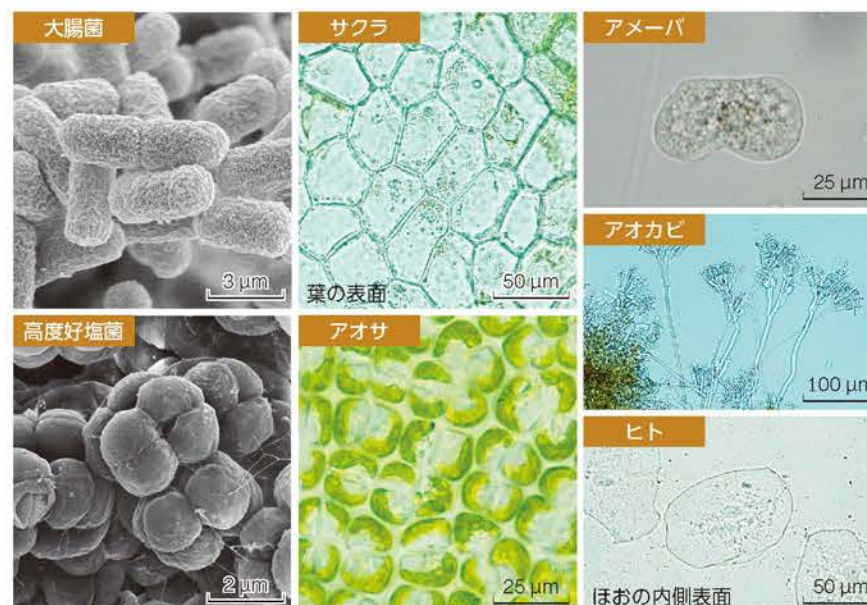 大腸菌
3 μm
サクラ
葉の表面
50 μm
アメーバ
25 μm
アオカビ
100 μm
高度好塩菌
2 μm
アオサ
25 μm
ヒト
ほおの内側表面
50 μm